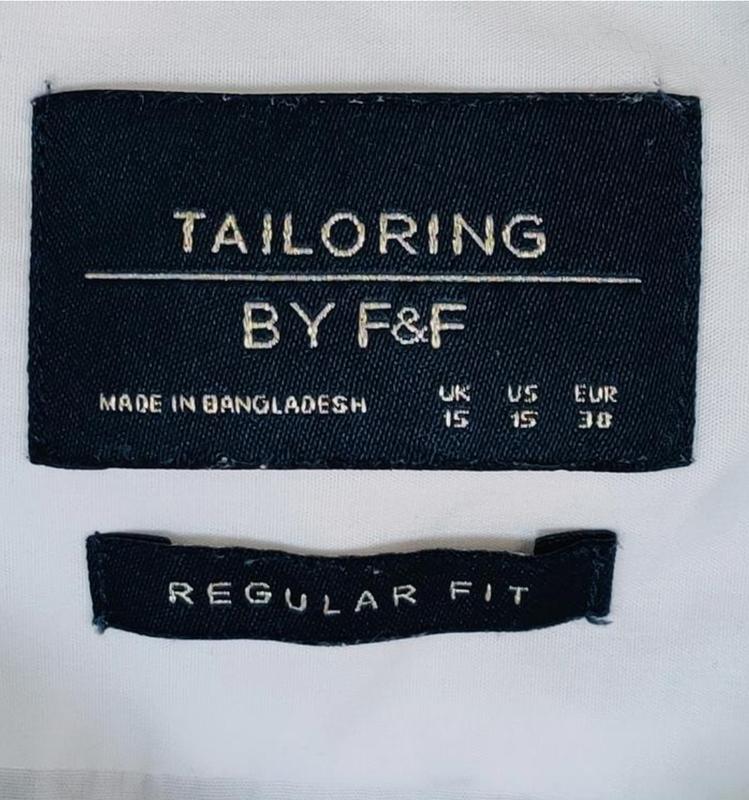 TAILORING
BY F&F
MADE IN BANGLADESH
UK US EUR
15 15 38
REGULAR FIT